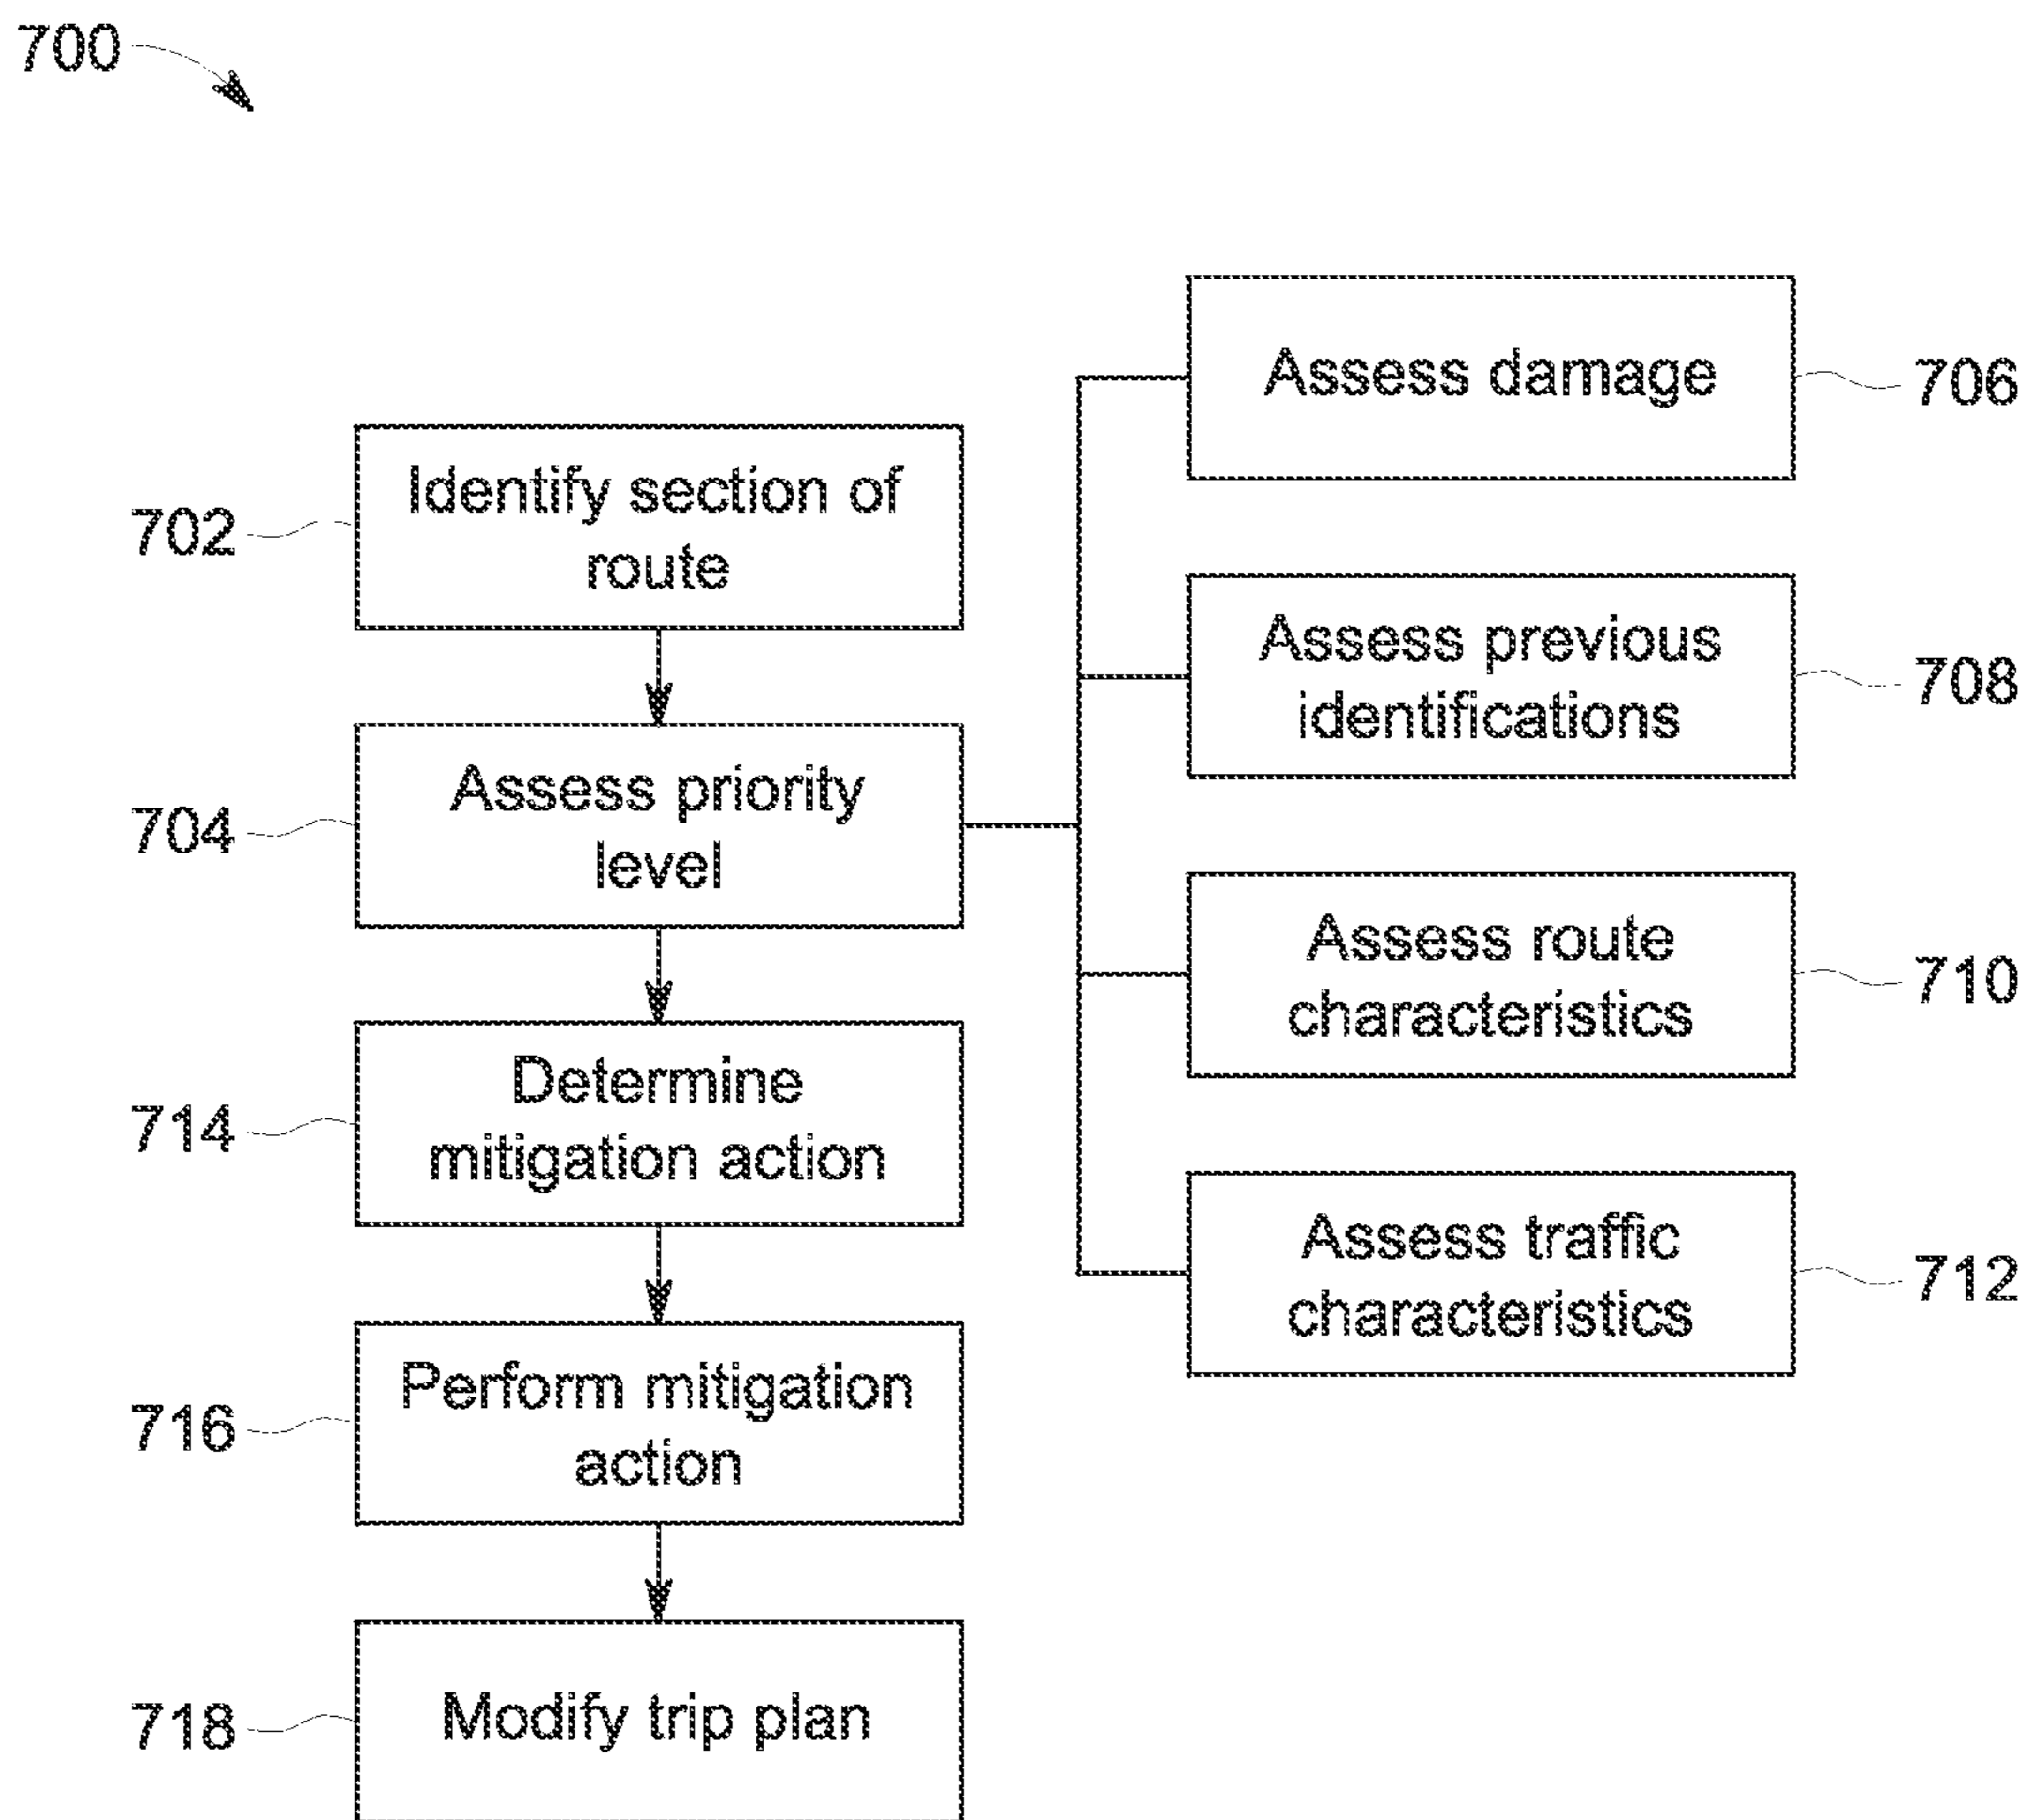 700
702
Identify section of
route
704
Assess priority
level
Assess damage
706
Assess previous
identifications
708
Assess route
characteristics
710
Assess traffic
characteristics
712
714
Determine
mitigation action
716
Perform mitigation
action
718
Modify trip plan